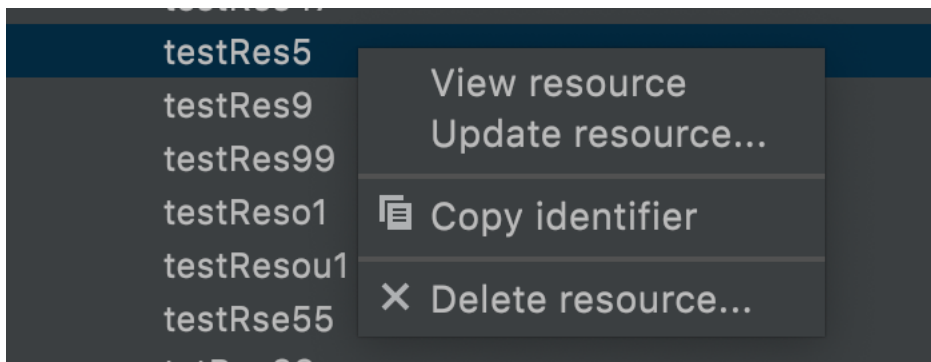 testRes5
testRes9
testRes99
testReso1
testResou1
testRse55
View resource
Update resource...
Copy identifier
Delete resource...